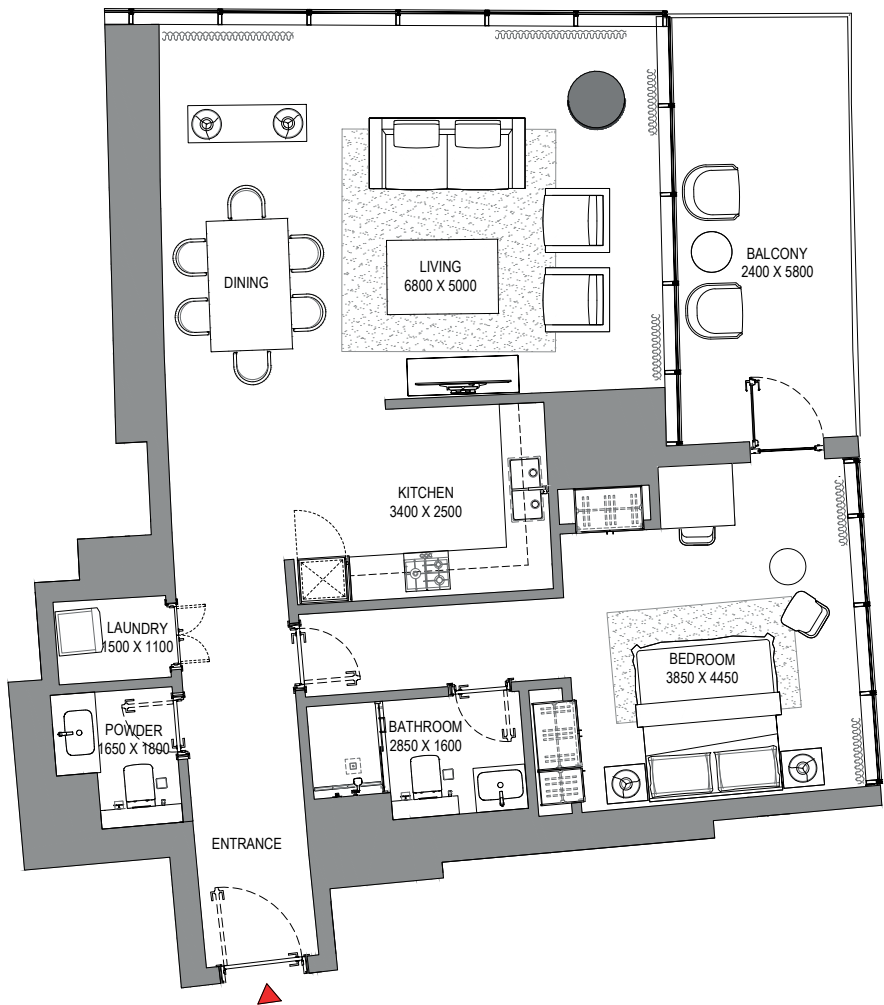 BALCONY
2400 X 5800
LIVING
6800 X 5000
DINING
KITCHEN
3400 X 2500
LAUNDRY
1500 X 1100
BEDROOM
3850 X 4450
POWDER
1650 X 1800
BATHROOM
2850 X 1600
ENTRANCE